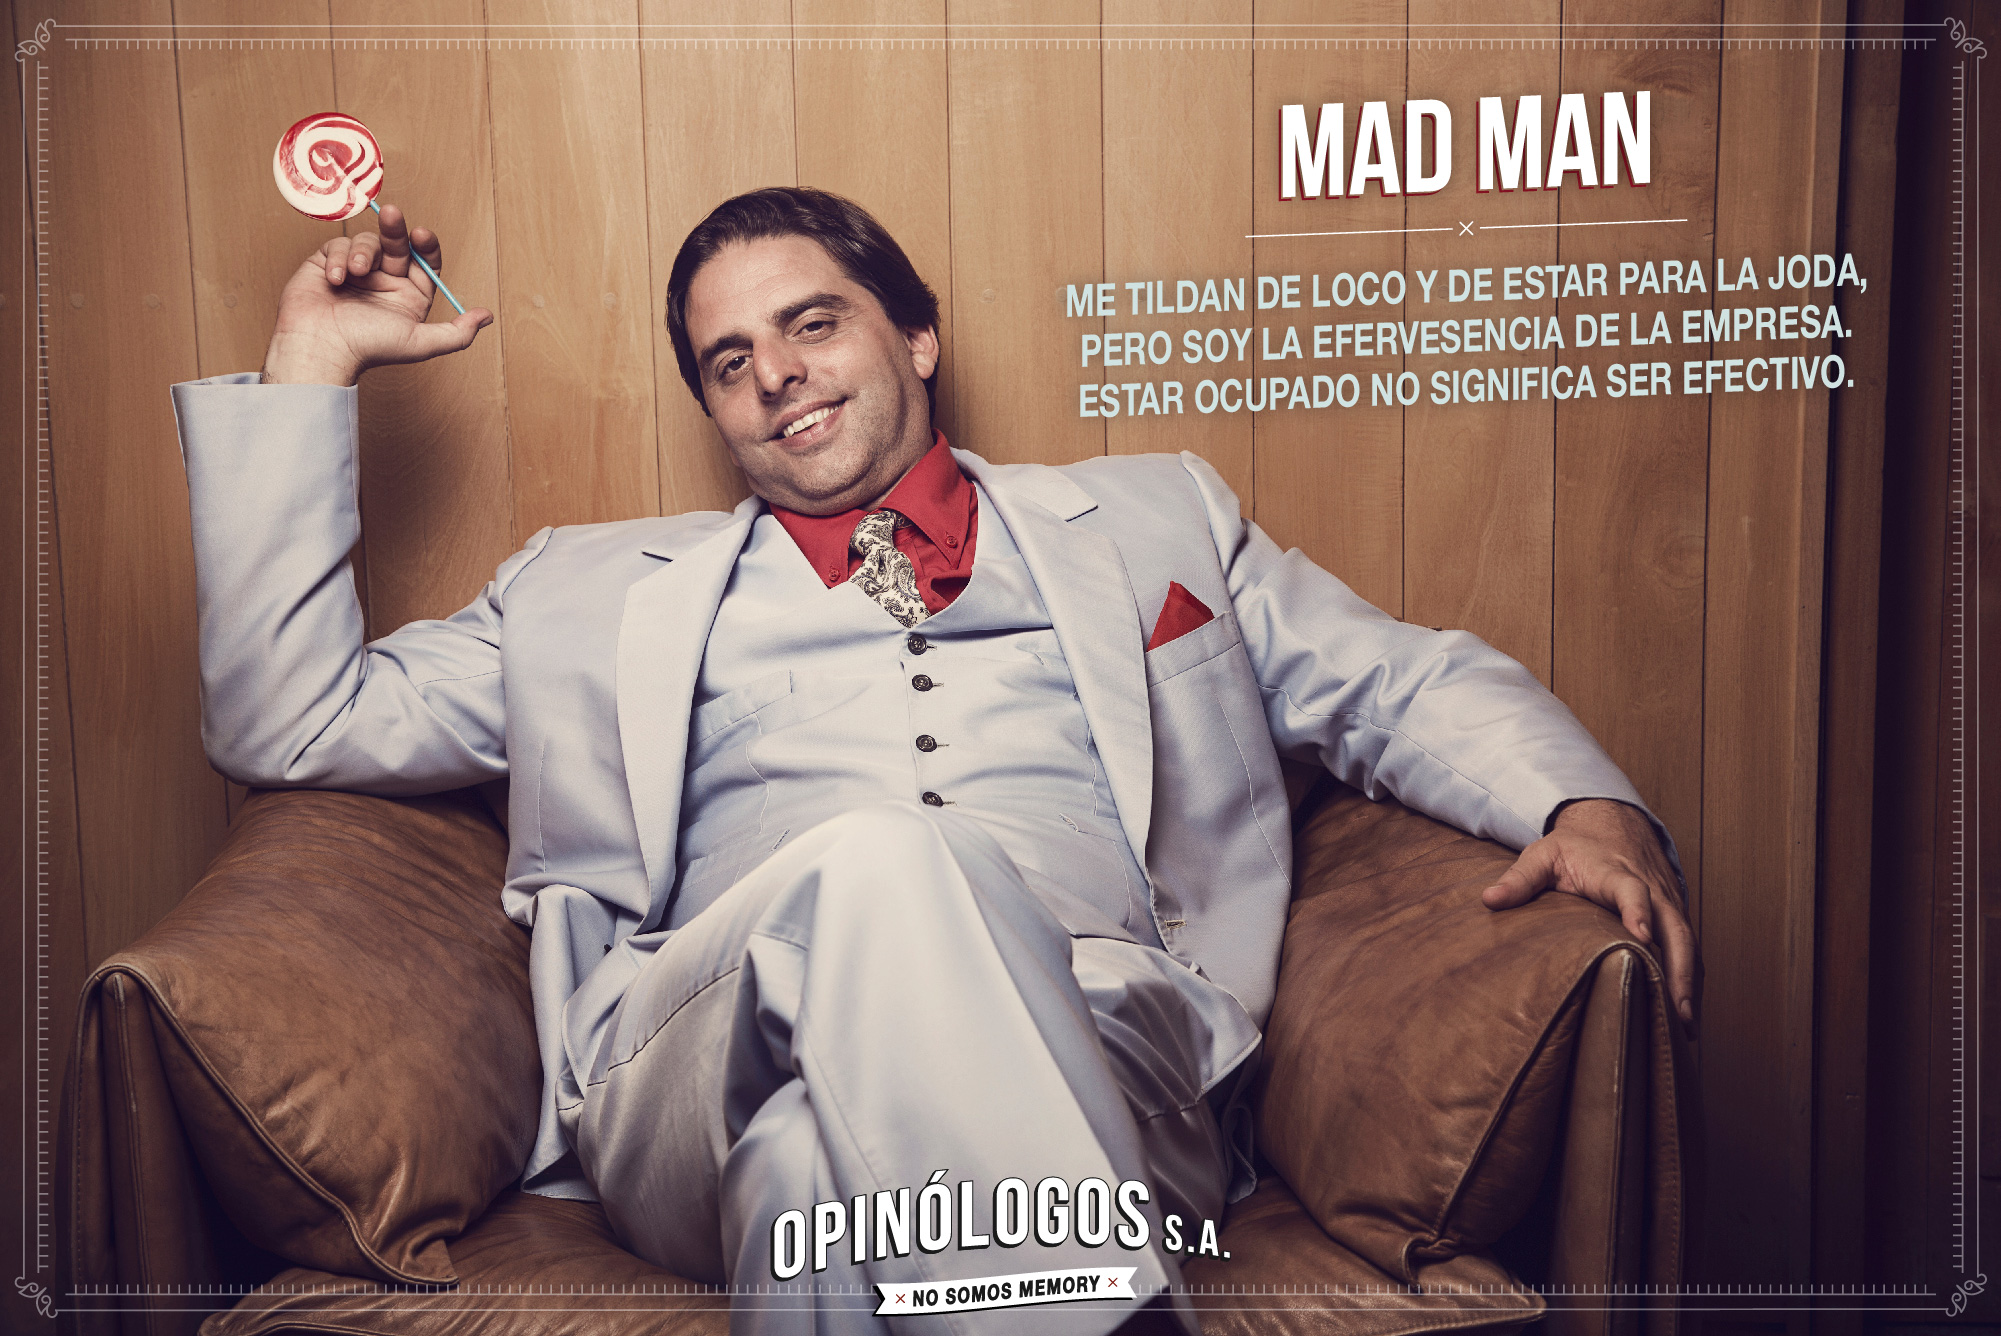 MAD MAN
ME TILDAN DE LOCO Y DE ESTAR PARA LA JODA,
PERO SOY LA EFERVESENCIA DE LA EMPRESA.
ESTAR OCUPADO NO SIGNIFICA SER EFECTIVO.
OPINÓLOGOS S.A.
× NO SOMOS MEMORY ×